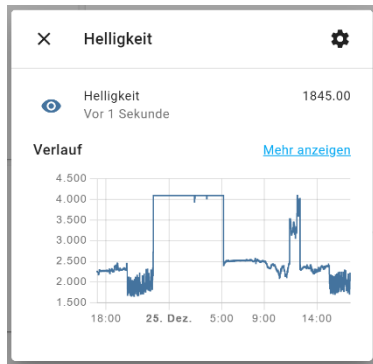 Helligkeit
Helligkeit 1845.00
Vor 1 Sekunde
Verlauf Mehr anzeigen
4.500
4.000
3.500
3.000
2.500
2.000
1.500
18:00 25. Dez. 5:00 9:00 14:00